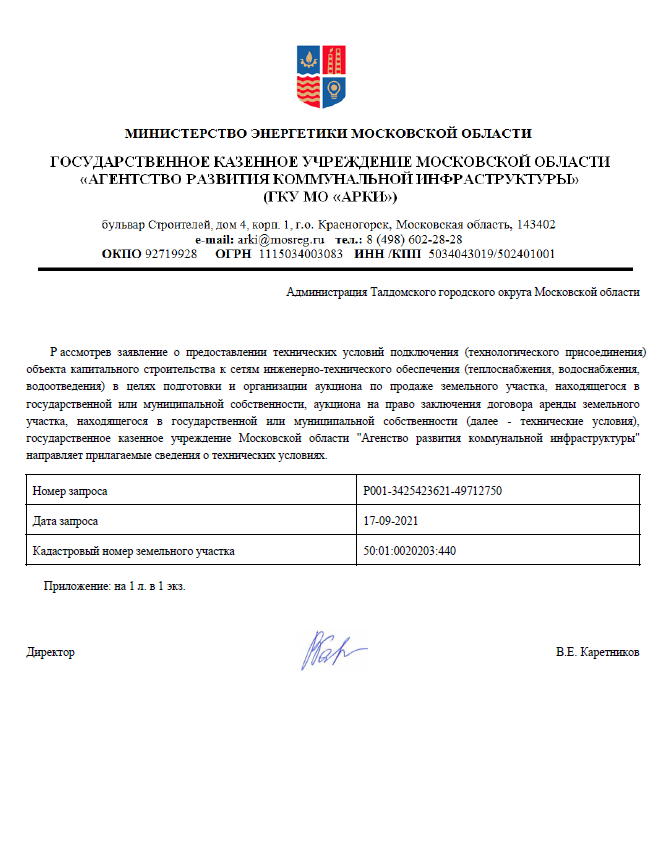 МИНИСТЕРСТВО ЭНЕРГЕТИКИ МОСКОВСКОЙ ОБЛАСТИ
ГОСУДАРСТВЕННОЕ КАЗЕННОЕ УЧРЕЖДЕНИЕ МОСКОВСКОЙ ОБЛАСТИ
«АГЕНТСТВО РАЗВИТИЯ КОММУНАЛЬНОЙ ИНФРАСТРУКТУРЫ»
(ГКУ МО «АРКИ»)
бульвар Строителей, дом 4, корп. 1, г.о. Красногорск, Московская область, 143402
e-mail: arki@mosreg.ru тел.: 8 (498) 602-28-28
ОКПО 92719928 ОГРН 1115034003083 ИНН /КПП 5034043019/502401001
Администрация Талдомского городского округа Московской области
Р ассмотрев заявление о предоставлении технических условий подключения (технологического присоединения)
объекта капитального строительства к сетям инженерно-технического обеспечения (теплоснабжения, водоснабжения,
водоотведения) в целях подготовки и организации аукциона по продаже земельного участка, находящегося в
государственной или муниципальной собственности, аукциона на право заключения договора аренды земельного
участка, находящегося в государственной или муниципальной собственности (далее - технические условия),
государственное казенное учреждение Московской области "Агенство развития коммунальной инфраструктуры"
направляет прилагаемые сведения о технических условиях.
Номер запроса P001-3425423621-49712750
Дата запроса 17-09-2021
Кадастровый номер земельного участка 50:01:0020203:440
Приложение: на 1 л. в 1 экз.
Директор В.Е. Каретников